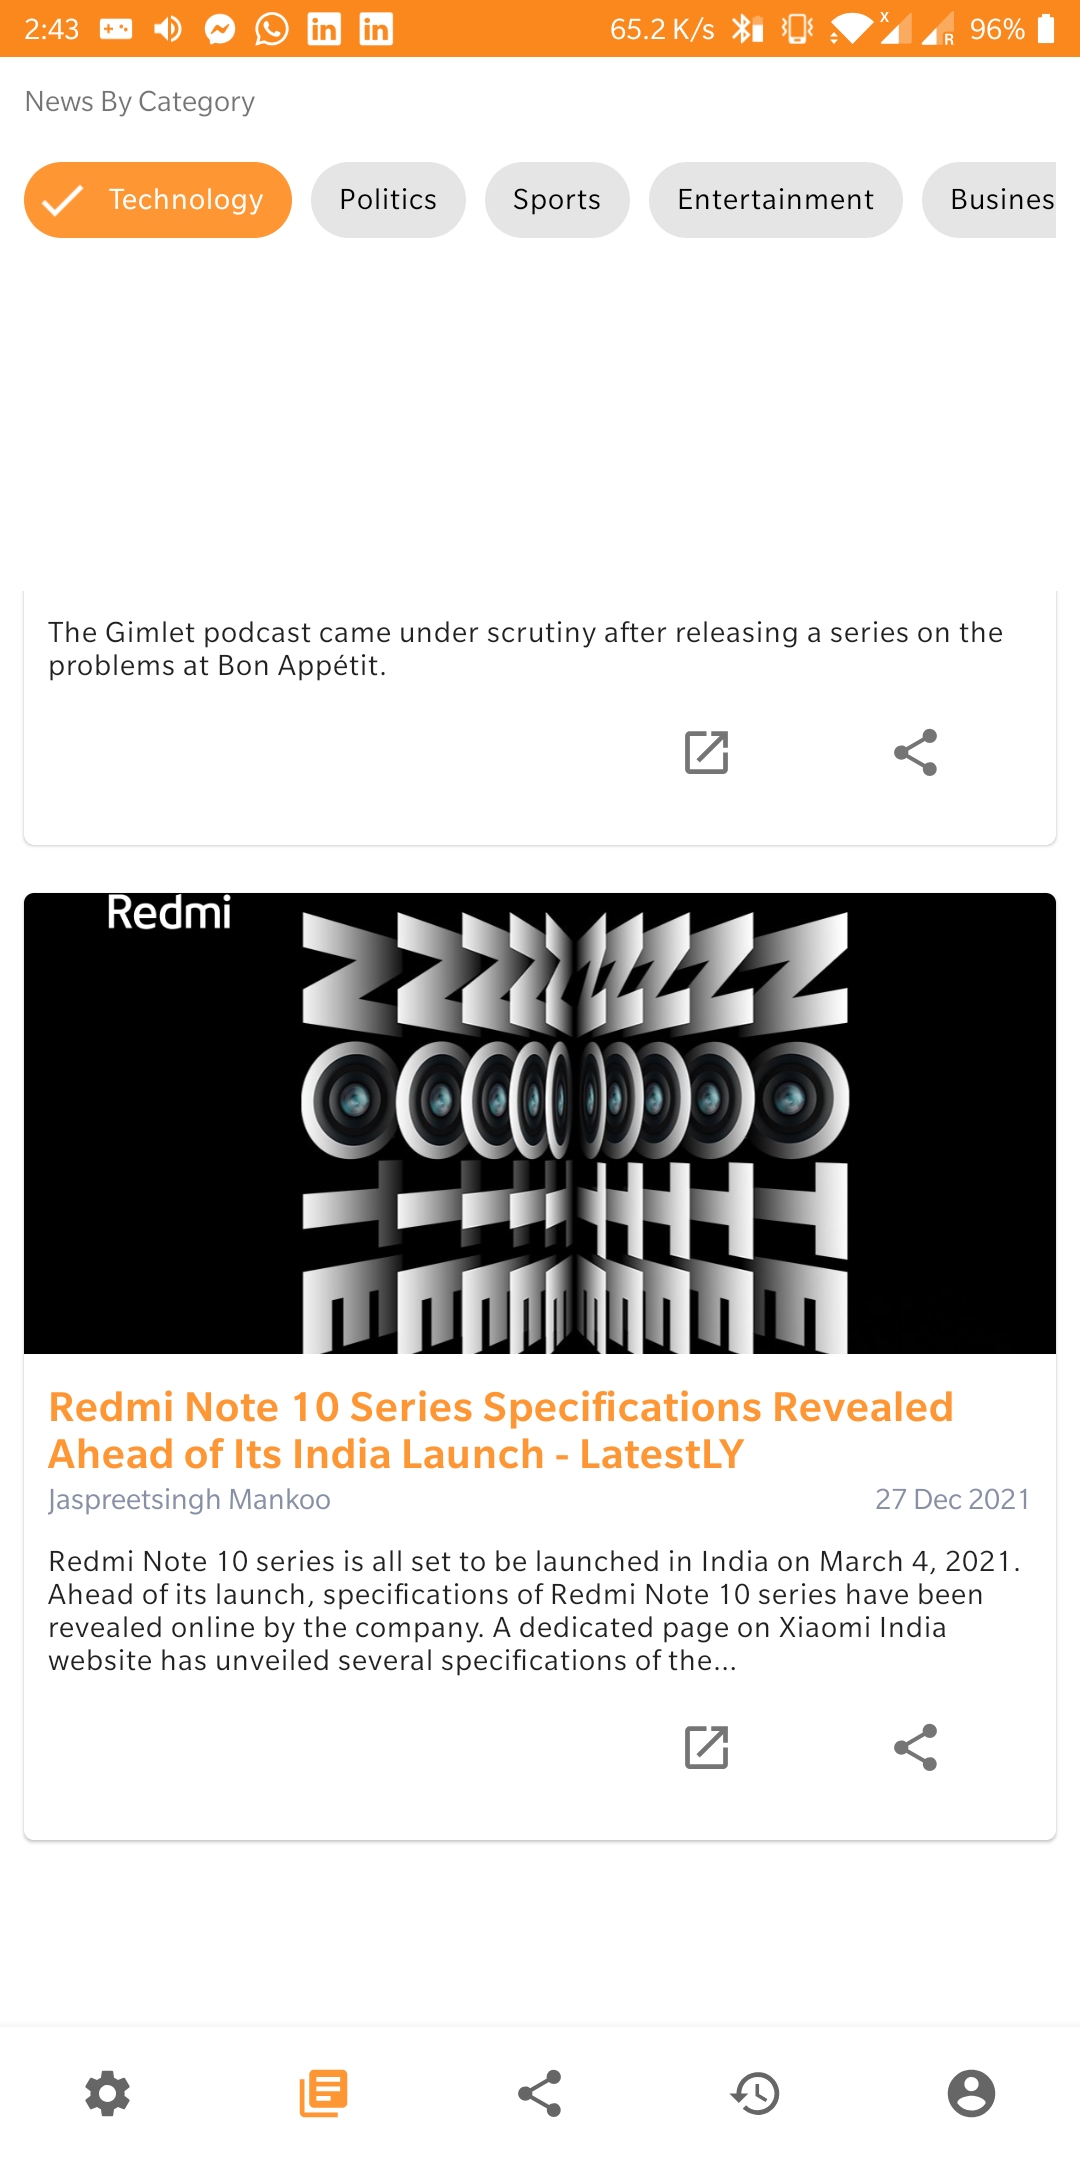 2:43 65.2 K/s x R 96%
News By Category
Technology Politics Sports Entertainment Busines
The Gimlet podcast came under scrutiny after releasing a series on the
problems at Bon Appétit.
Redmi
NOTE
Redmi Note 10 Series Specifications Revealed
Ahead of Its India Launch - LatestLY
Jaspreetsingh Mankoo 27 Dec 2021
Redmi Note 10 series is all set to be launched in India on March 4, 2021.
Ahead of its launch, specifications of Redmi Note 10 series have been
revealed online by the company. A dedicated page on Xiaomi India
website has unveiled several specifications of the...